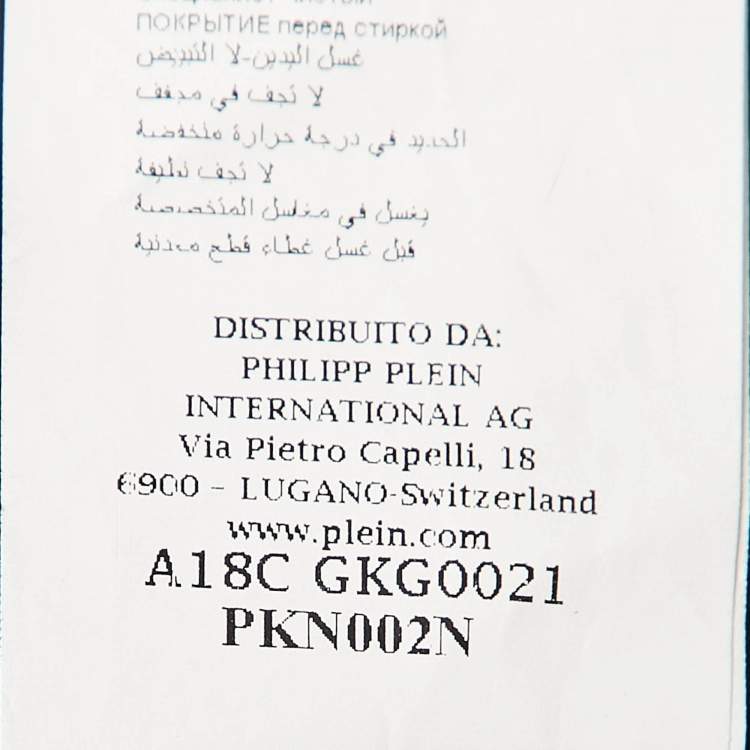 ПОКРЫТИЕ перед стиркой
غسل اليدين-لا التبييض
لا تجف في مجفف
الحديد في درجة حرارة منخفضة
لا تجف نظيفة
يغسل في مغاسل المتخصصة
قبل غسل غطاء قطع معدنية
DISTRIBUITO DA:
PHILIPP PLEIN
INTERNATIONAL AG
Via Pietro Capelli, 18
6900 – LUGANO-Switzerland
www.plein.com
A18C GKG0021
PKN002N